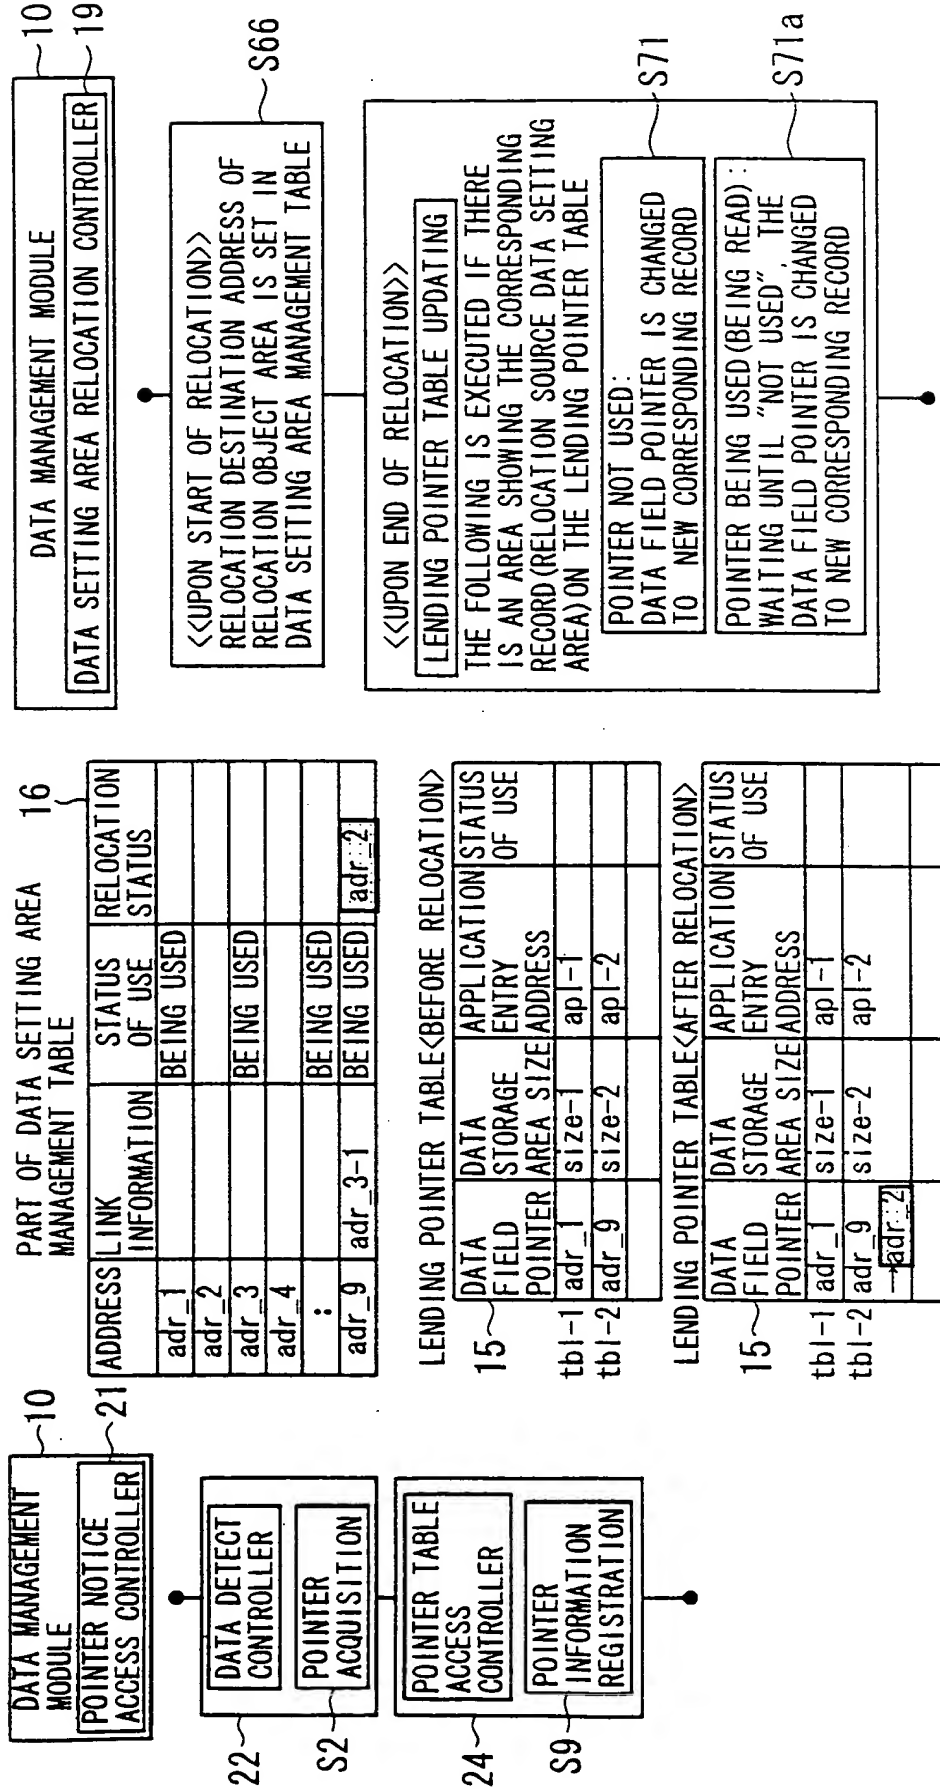 DATA MANAGEMENT
MODULE
10
POINTER NOTICE
ACCESS CONTROLLER
21
22
DATA DETECT
CONTROLLER
S2
POINTER
ACQUISITION
24
POINTER TABLE
ACCESS
CONTROLLER
S9
POINTER
INFORMATION
REGISTRATION
PART OF DATA SETTING AREA
MANAGEMENT TABLE
16
ADDRESS LINK INFORMATION STATUS OF USE RELOCATION STATUS
adr_1 BEING USED
adr_2
adr_3 BEING USED
adr_4
: BEING USED
adr_9 adr_3-1 BEING USED adr_2
LENDING POINTER TABLE<BEFORE RELOCATION>
15
DATA FIELD POINTER DATA STORAGE AREA SIZE APPLICATION ENTRY ADDRESS STATUS OF USE
tbl-1 adr_1 size-1 apl-1
tbl-2 adr_9 size-2 apl-2
LENDING POINTER TABLE<AFTER RELOCATION>
15
DATA FIELD POINTER DATA STORAGE AREA SIZE APPLICATION ENTRY ADDRESS STATUS OF USE
tbl-1 adr_1 size-1 apl-1
tbl-2 adr_9 size-2 apl-2
→adr_2
DATA MANAGEMENT MODULE
10
DATA SETTING AREA RELOCATION CONTROLLER
19
<<UPON START OF RELOCATION>>
RELOCATION DESTINATION ADDRESS OF
RELOCATION OBJECT AREA IS SET IN
DATA SETTING AREA MANAGEMENT TABLE
S66
<<UPON END OF RELOCATION>>
LENDING POINTER TABLE UPDATING
THE FOLLOWING IS EXECUTED IF THERE
IS AN AREA SHOWING THE CORRESPONDING
RECORD(RELOCATION SOURCE DATA SETTING
AREA)ON THE LENDING POINTER TABLE
POINTER NOT USED:
DATA FIELD POINTER IS CHANGED
TO NEW CORRESPONDING RECORD
S71
POINTER BEING USED(BEING READ):
WAITING UNTIL "NOT USED", THE
DATA FIELD POINTER IS CHANGED
TO NEW CORRESPONDING RECORD
S71a